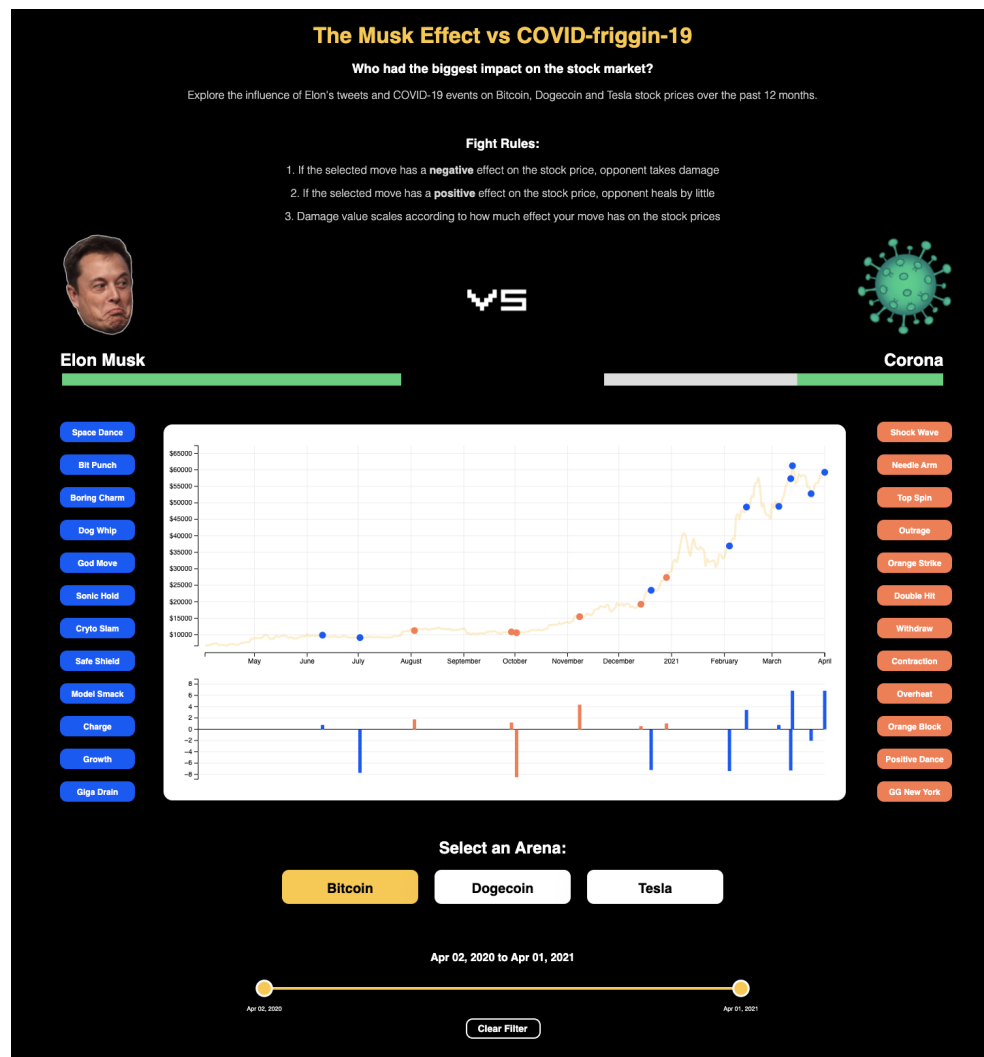 The Musk Effect vs COVID-friggin-19
Who had the biggest impact on the stock market?
Explore the influence of Elon's tweets and COVID-19 events on Bitcoin, Dogecoin and Tesla stock prices over the past 12 months.
Fight Rules:
1. If the selected move has a negative effect on the stock price, opponent takes damage
2. If the selected move has a positive effect on the stock price, opponent heals by little
3. Damage value scales according to how much effect your move has on the stock prices
VS
Elon Musk
Corona
Space Dance
Bit Punch
Boring Charm
Dog Whip
God Move
Sonic Hold
Cryto Slam
Safe Shield
Model Smack
Charge
Growth
Giga Drain
$65000
$60000
$55000
$50000
$45000
$40000
$35000
$30000
$25000
$20000
$15000
$10000
May June July August September October November December 2021 February March April
8
6
4
2
0
−2
−4
−6
−8
Shock Wave
Needle Arm
Top Spin
Outrage
Orange Strike
Double Hit
Withdraw
Contraction
Overheat
Orange Block
Positive Dance
GG New York
Select an Arena:
Bitcoin
Dogecoin
Tesla
Apr 02, 2020 to Apr 01, 2021
Apr 02, 2020
Apr 01, 2021
Clear Filter